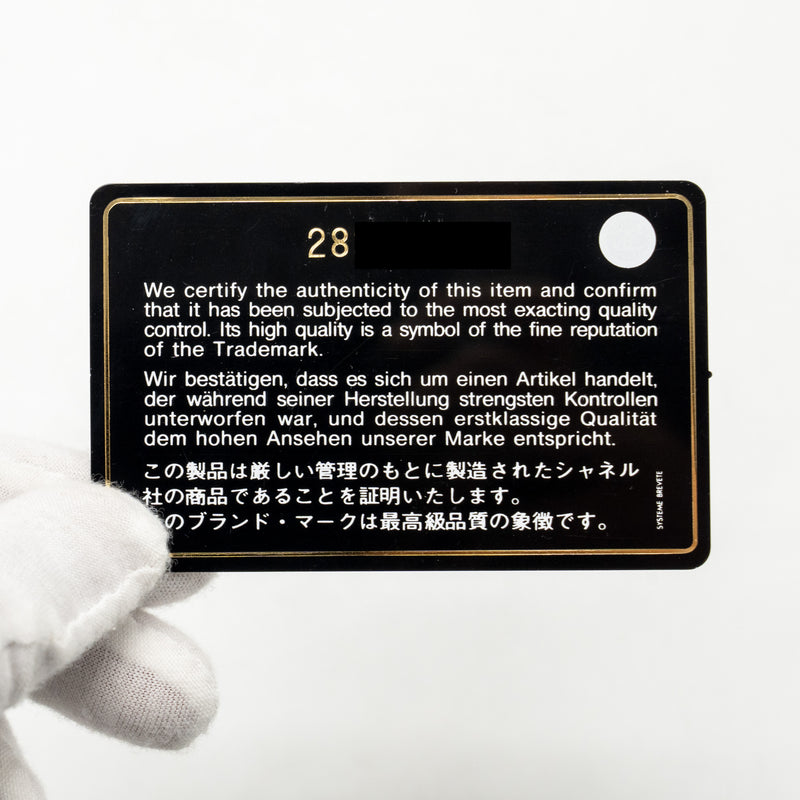 28
We certify the authenticity of this item and confirm
that it has been subjected to the most exacting quality
control. Its high quality is a symbol of the fine reputation
of the Trademark.
Wir bestätigen, dass es sich um einen Artikel handelt,
der während seiner Herstellung strengsten Kontrollen
unterworfen war, und dessen erstklassige Qualität
dem hohen Ansehen unserer Marke entspricht.
この製品は厳しい管理のもとに製造されたシャネル
社の商品であることを証明いたします。
のブランド・マークは最高級品質の象徴です。
SYSTEME BREVETE